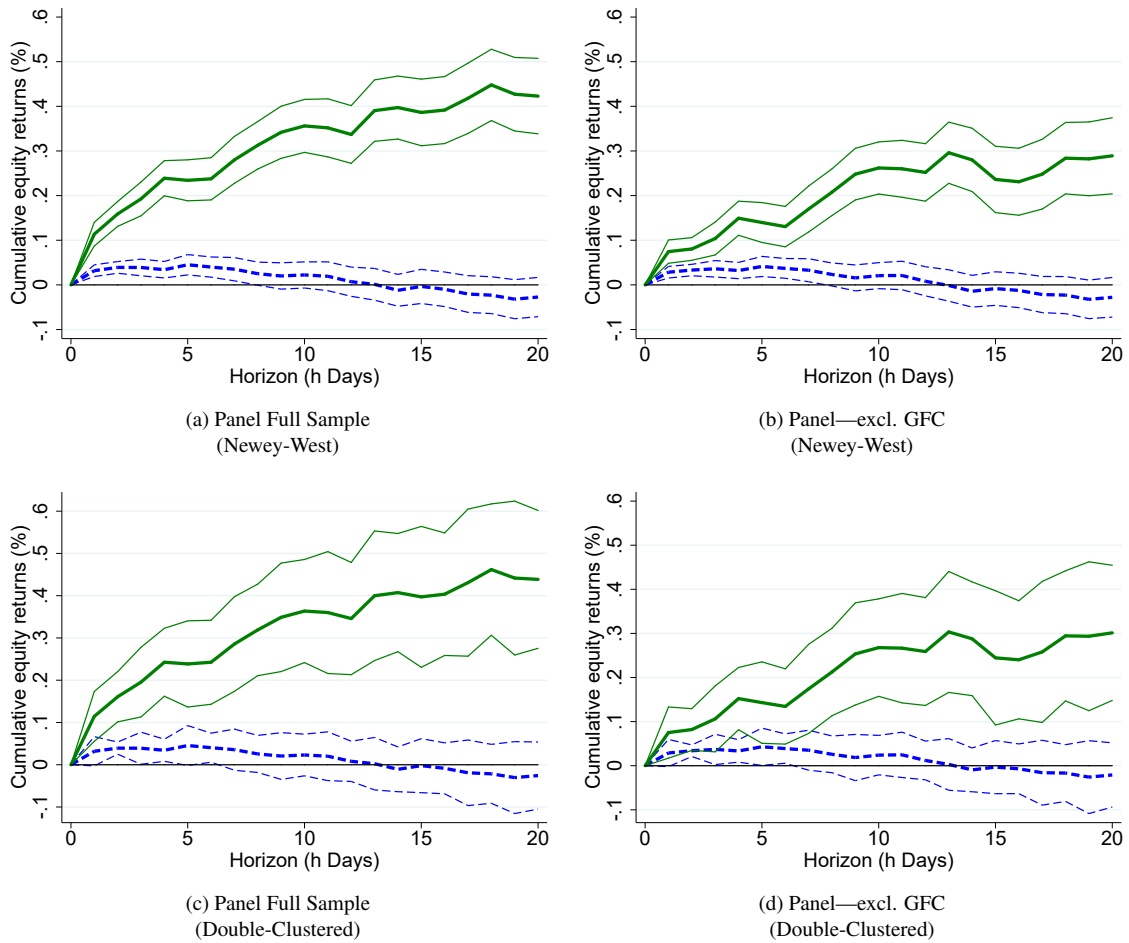 Cumulative equity returns (%)
.6
.5
.4
.3
.2
.1
0
-.1
0 5 10 15 20
Horizon (h Days)
(a) Panel Full Sample
(Newey-West)
Cumulative equity returns (%)
.6
.5
.4
.3
.2
.1
0
-.1
0 5 10 15 20
Horizon (h Days)
(b) Panel—excl. GFC
(Newey-West)
Cumulative equity returns (%)
.6
.5
.4
.3
.2
.1
0
-.1
0 5 10 15 20
Horizon (h Days)
(c) Panel Full Sample
(Double-Clustered)
Cumulative equity returns (%)
.6
.5
.4
.3
.2
.1
0
-.1
0 5 10 15 20
Horizon (h Days)
(d) Panel—excl. GFC
(Double-Clustered)